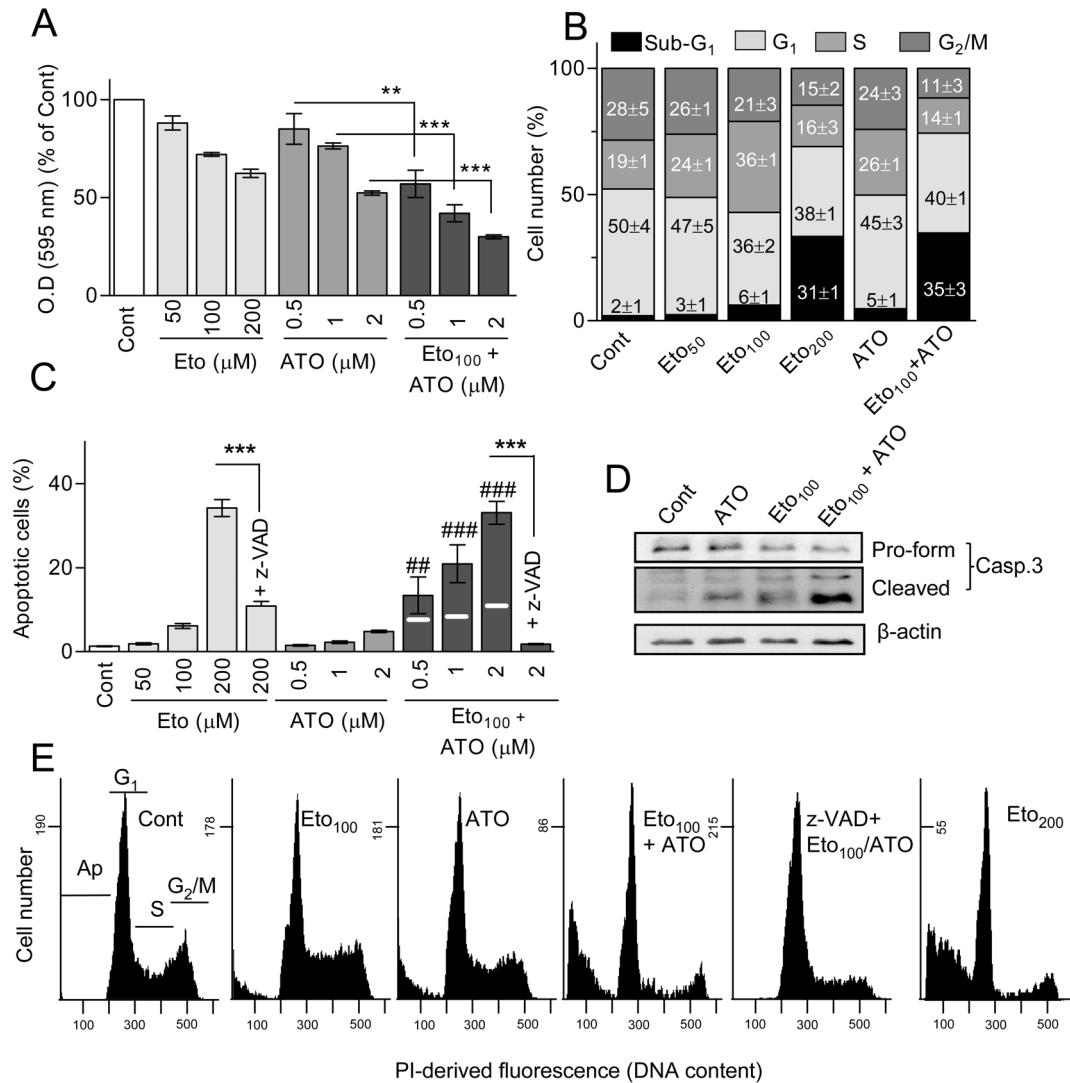 A
O.D (595 nm) (% of Cont)
100
50
0
**
***
***
Cont
50
100
200
0.5
1
2
0.5
1
2
Eto (μM)
ATO (μM)
Eto100 +
ATO (μM)
B
Sub-G1
G1
S
G2/M
Cell number (%)
100
50
0
28±5
19±1
50±4
2±1
26±1
24±1
47±5
3±1
21±3
36±1
36±2
6±1
15±2
16±3
38±1
31±1
24±3
26±1
45±3
5±1
11±3
14±1
40±1
35±3
Cont
Eto50
Eto100
Eto200
ATO
Eto100+ATO
C
Apoptotic cells (%)
40
20
0
***
+ z-VAD
##
###
###
***
+ z-VAD
Cont
50
100
200
200
0.5
1
2
0.5
1
2
2
Eto (μM)
ATO (μM)
Eto100 +
ATO (μM)
D
Cont
ATO
Eto100
Eto100 + ATO
Pro-form
Cleaved
Casp.3
β-actin
E
Cell number
190
G1
Cont
Ap
S
G2/M
100 300 500
178
Eto100
100 300 500
181
ATO
100 300 500
86
Eto100
+ ATO
100 300 500
215
z-VAD+
Eto100/ATO
100 300 500
55
Eto200
100 300 500
PI-derived fluorescence (DNA content)